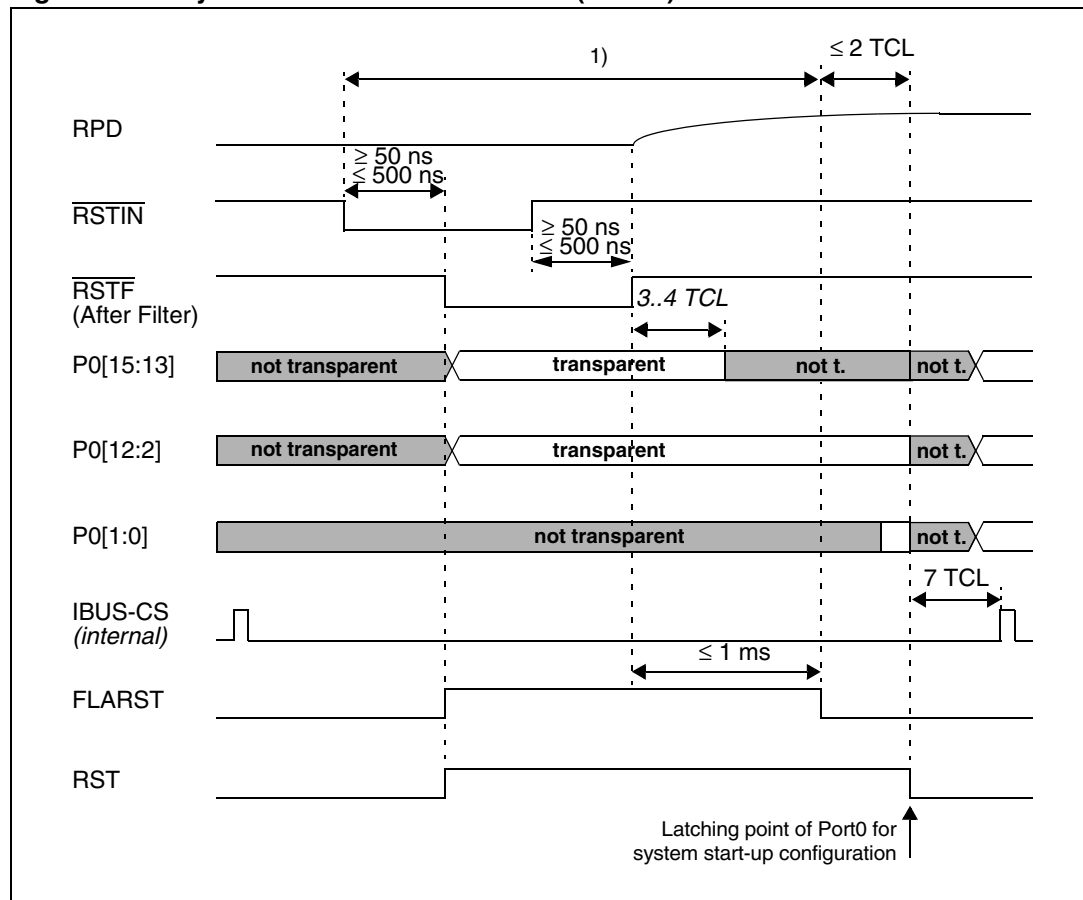 1)
≤ 2 TCL
RPD
≥ 50 ns
≤ 500 ns
RSTIN
≥ 50 ns
≤ 500 ns
RSTF
(After Filter)
3..4 TCL
P0[15:13]
not transparent
transparent
not t.
not t.
P0[12:2]
not transparent
transparent
not t.
P0[1:0]
not transparent
not t.
7 TCL
IBUS-CS
(internal)
≤ 1 ms
FLARST
RST
Latching point of Port0 for
system start-up configuration